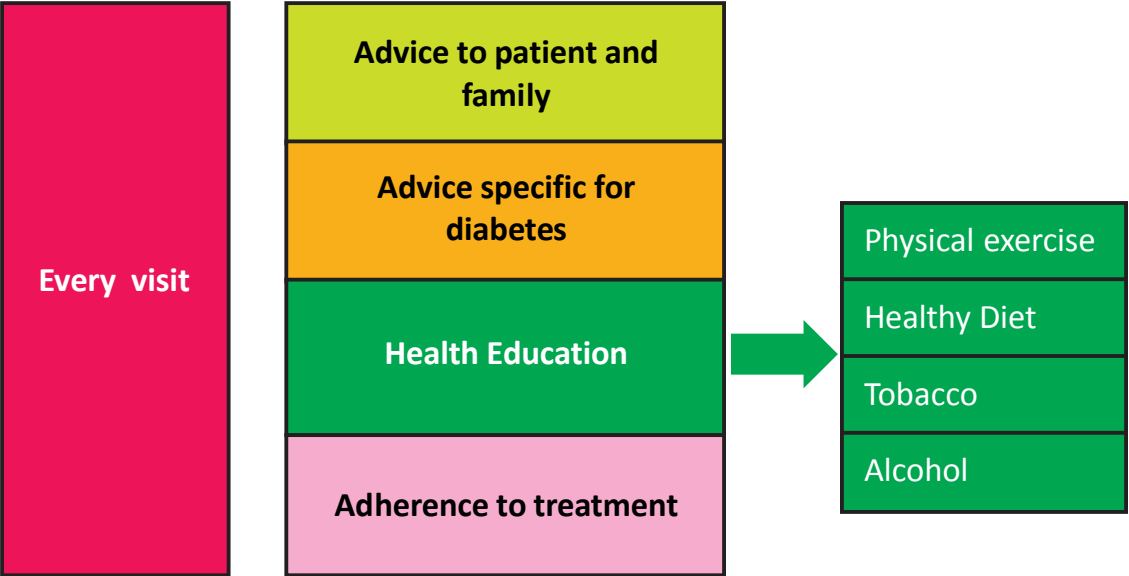 Every visit
Advice to patient and
family
Advice specific for
diabetes
Health Education
Adherence to treatment
Physical exercise
Healthy Diet
Tobacco
Alcohol